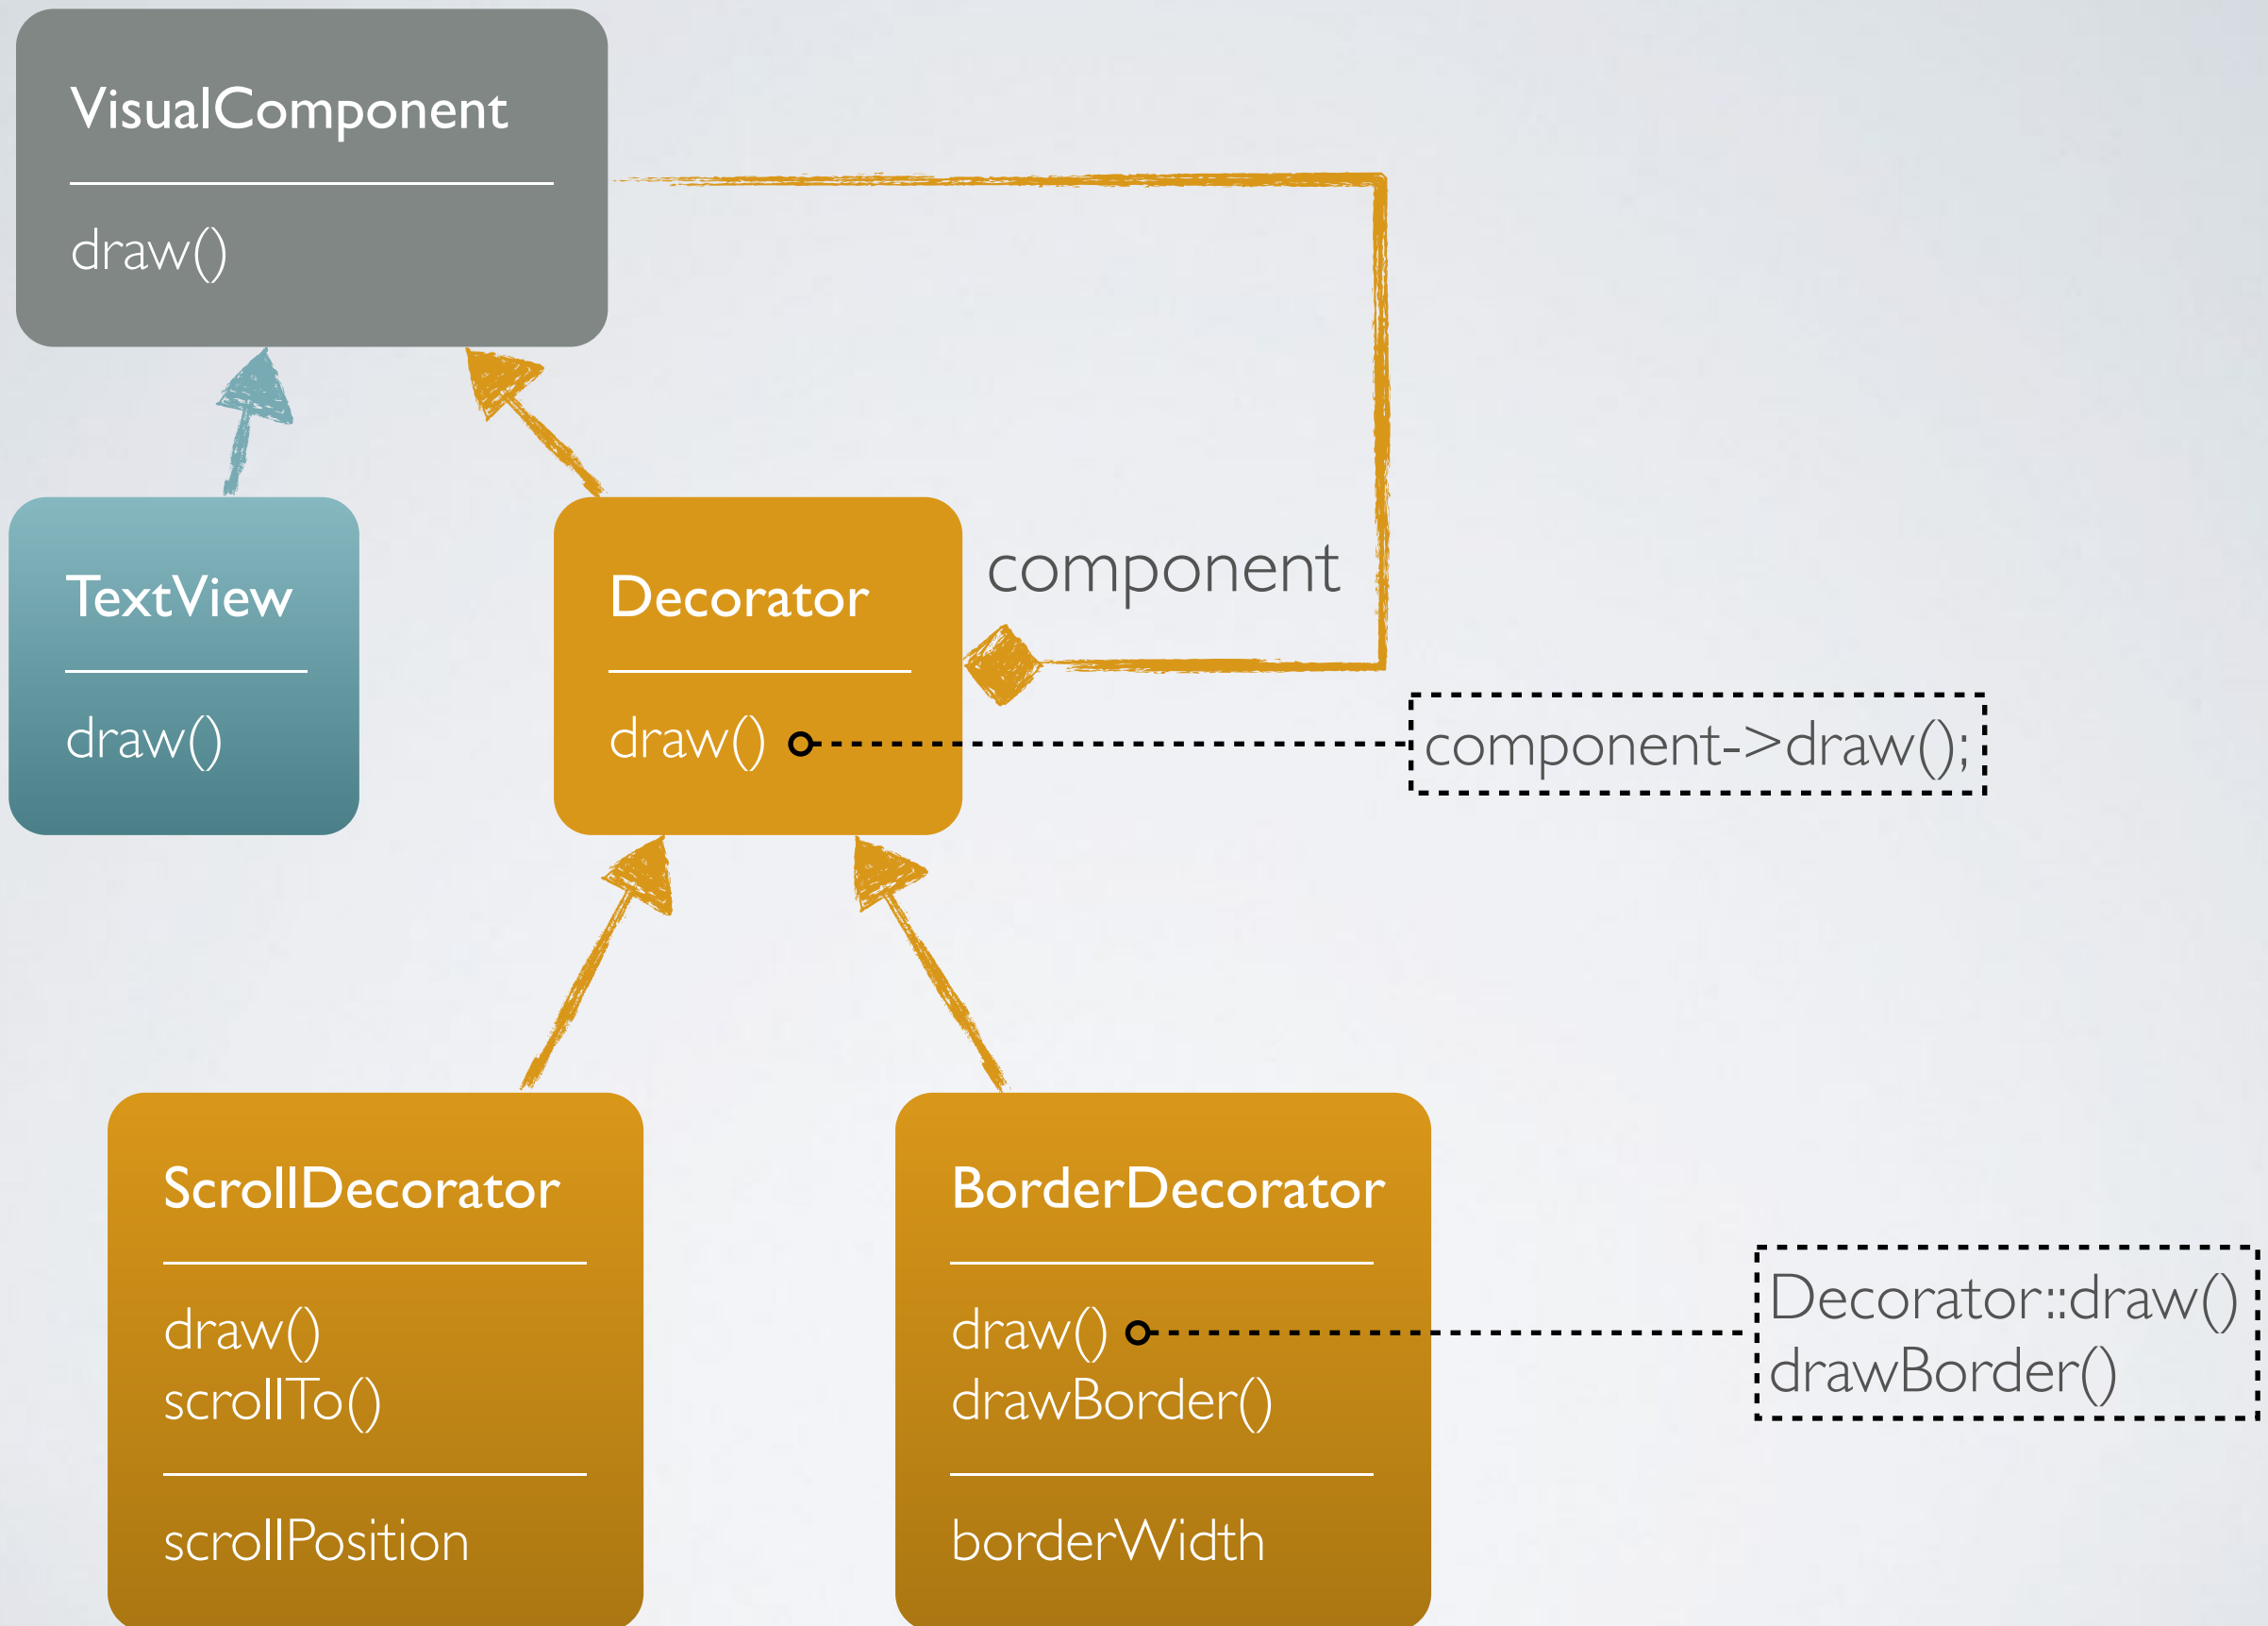 VisualComponent
draw()
TextView
draw()
Decorator
draw()
component
component->draw();
ScrollDecorator
draw()
scrollTo()
scrollPosition
BorderDecorator
draw()
drawBorder()
borderWidth
Decorator::draw()
drawBorder()